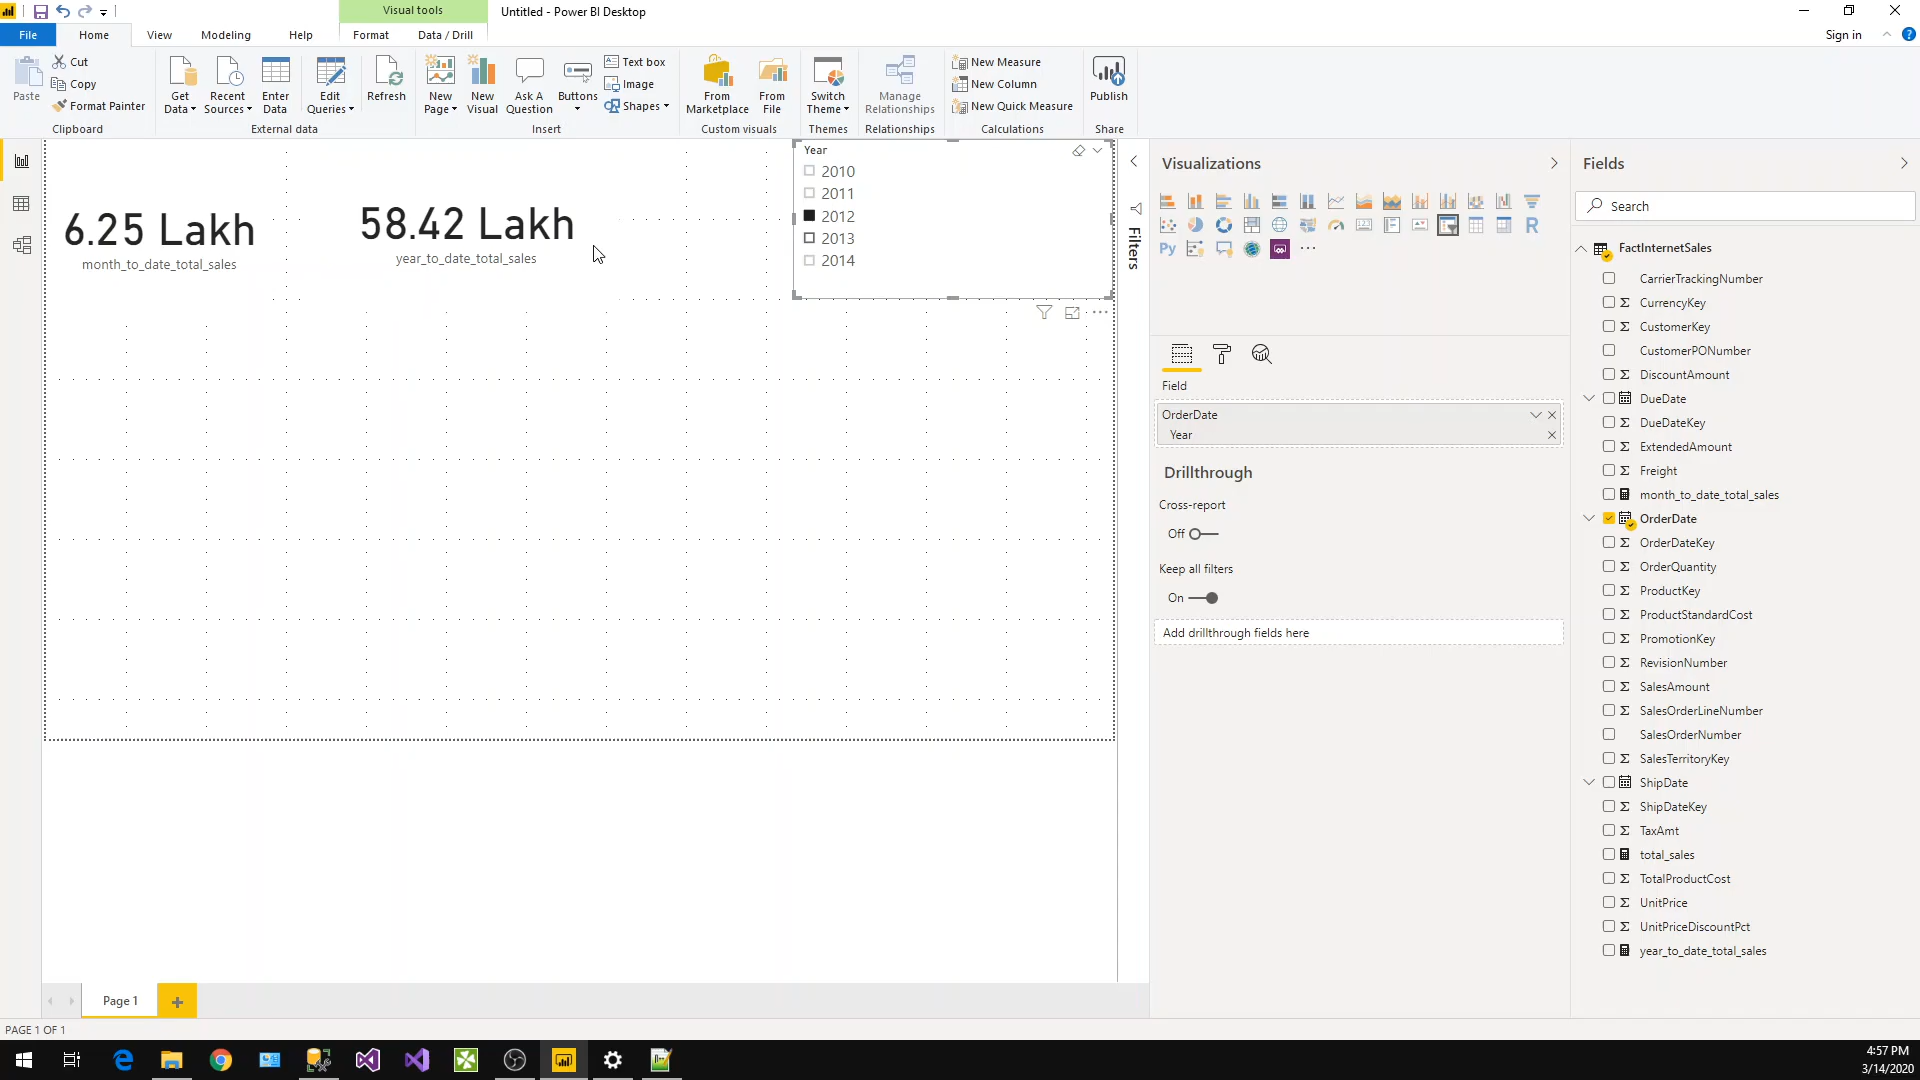 Visual tools
Untitled - Power BI Desktop
File
Home
View
Modeling
Help
Format
Data / Drill
Sign in
Paste
Cut
Copy
Format Painter
Clipboard
Get
Data
Recent
Sources
Enter
Data
Edit
Queries
External data
Refresh
New
Page
New
Visual
Ask A
Question
Buttons
Text box
Image
Shapes
Insert
From
Marketplace
From
File
Custom visuals
Switch
Theme
Themes
Manage
Relationships
Relationships
New Measure
New Column
New Quick Measure
Calculations
Publish
Share
6.25 Lakh
month_to_date_total_sales
58.42 Lakh
year_to_date_total_sales
Year
2010
2011
2012
2013
2014
Filters
Visualizations
Py
R
Field
OrderDate
Year
Drillthrough
Cross-report
Off
Keep all filters
On
Add drillthrough fields here
Fields
Search
FactInternetSales
CarrierTrackingNumber
CurrencyKey
CustomerKey
CustomerPONumber
DiscountAmount
DueDate
DueDateKey
ExtendedAmount
Freight
month_to_date_total_sales
OrderDate
OrderDateKey
OrderQuantity
ProductKey
ProductStandardCost
PromotionKey
RevisionNumber
SalesAmount
SalesOrderLineNumber
SalesOrderNumber
SalesTerritoryKey
ShipDate
ShipDateKey
TaxAmt
total_sales
TotalProductCost
UnitPrice
UnitPriceDiscountPct
year_to_date_total_sales
Page 1
PAGE 1 OF 1
4:57 PM
3/14/2020